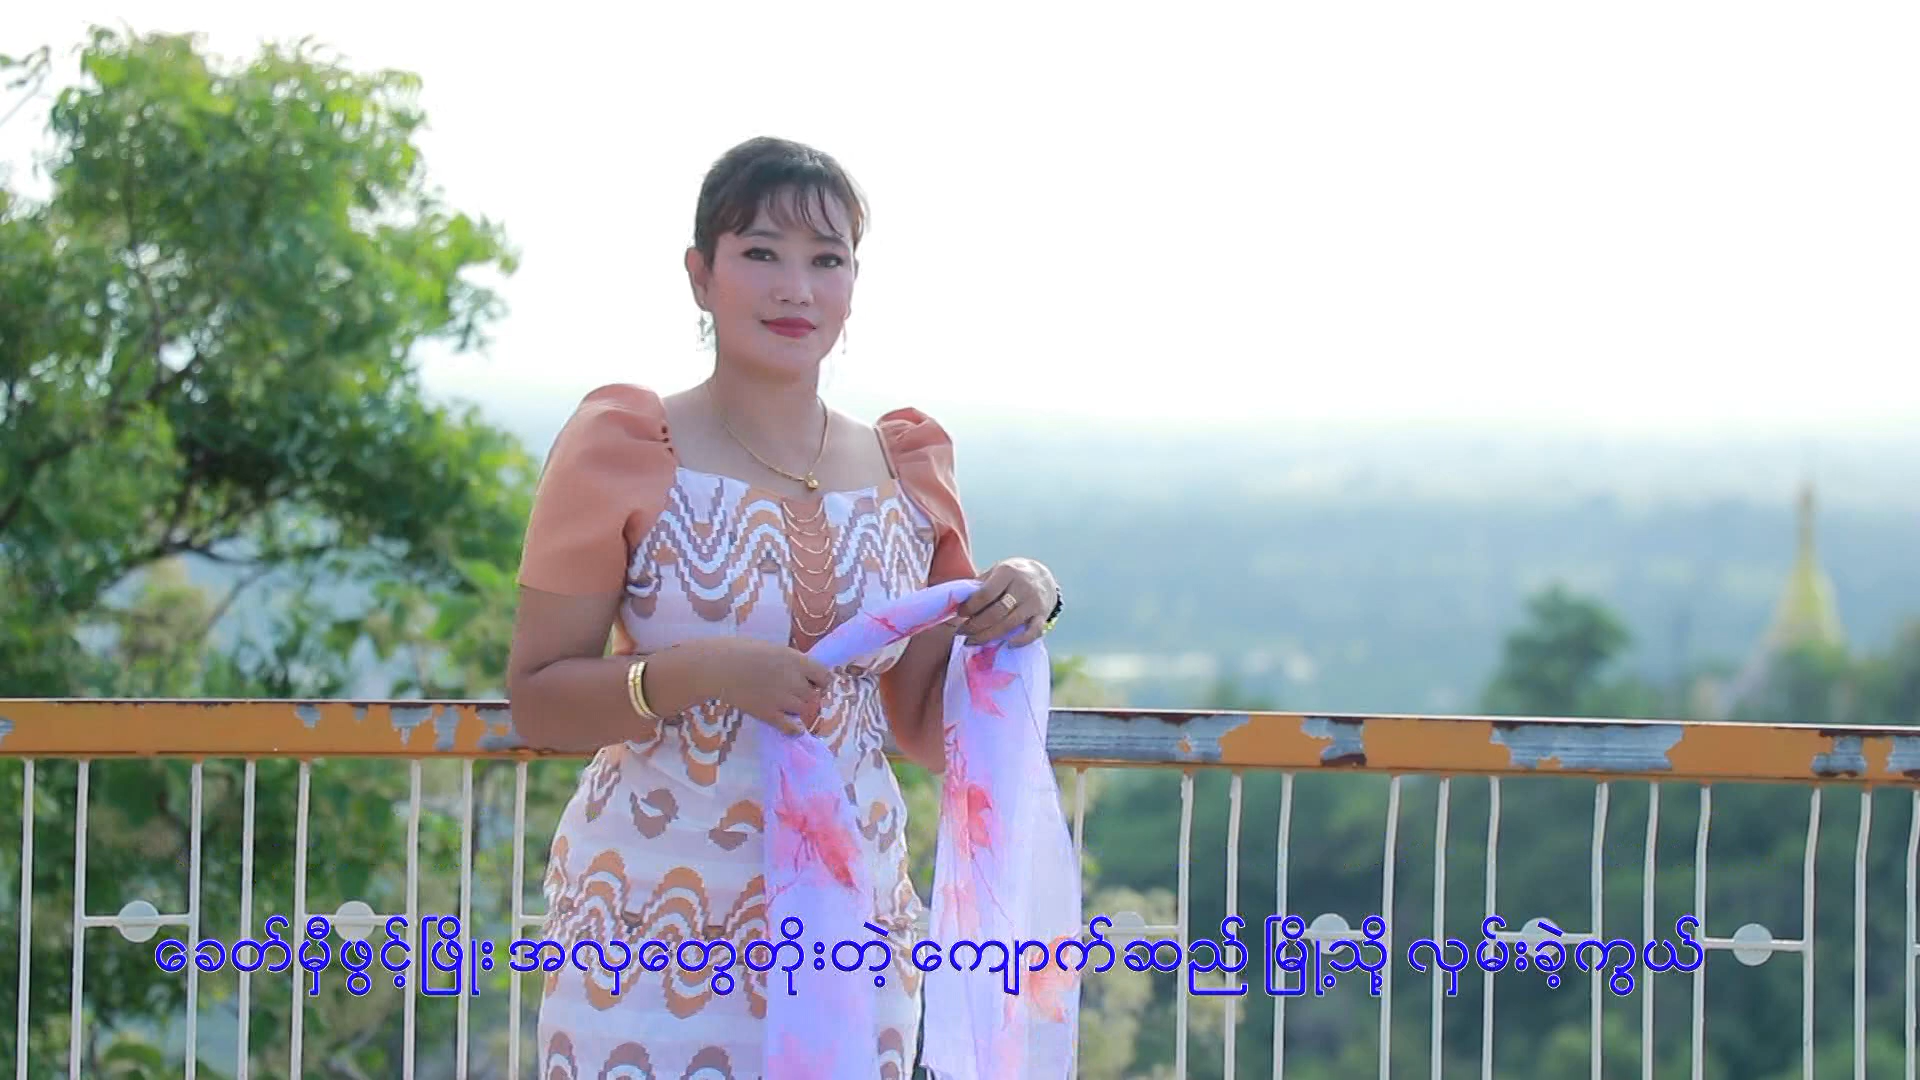 ခေတ်မှီဖွင့်ဖြိုး အလှတွေတိုးတဲ့ ကျောက်ဆည် မြို့သို့ လှမ်းခဲ့ကွယ်